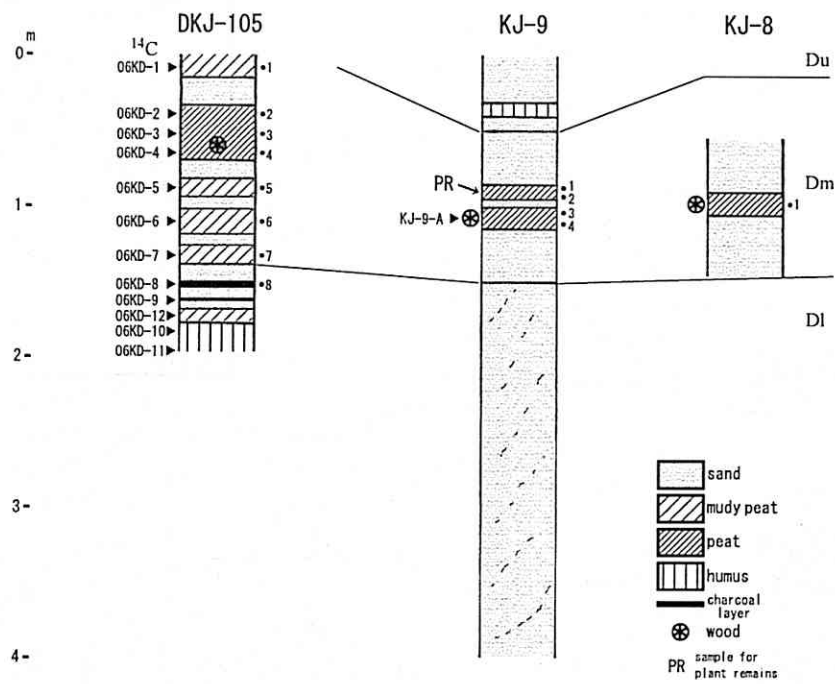 DKJ-105
KJ-9
KJ-8
m
0-
1-
2-
3-
4-
¹⁴C
06KD-1
06KD-2
06KD-3
06KD-4
06KD-5
06KD-6
06KD-7
06KD-8
06KD-9
06KD-12
06KD-10
06KD-11
•1
•2
•3
•4
•5
•6
•7
•8
PR
KJ-9-A
•1
•2
•3
•4
•1
Du
Dm
Dl
sand
mudy peat
peat
humus
charcoal
layer
wood
PR sample for
plant remains